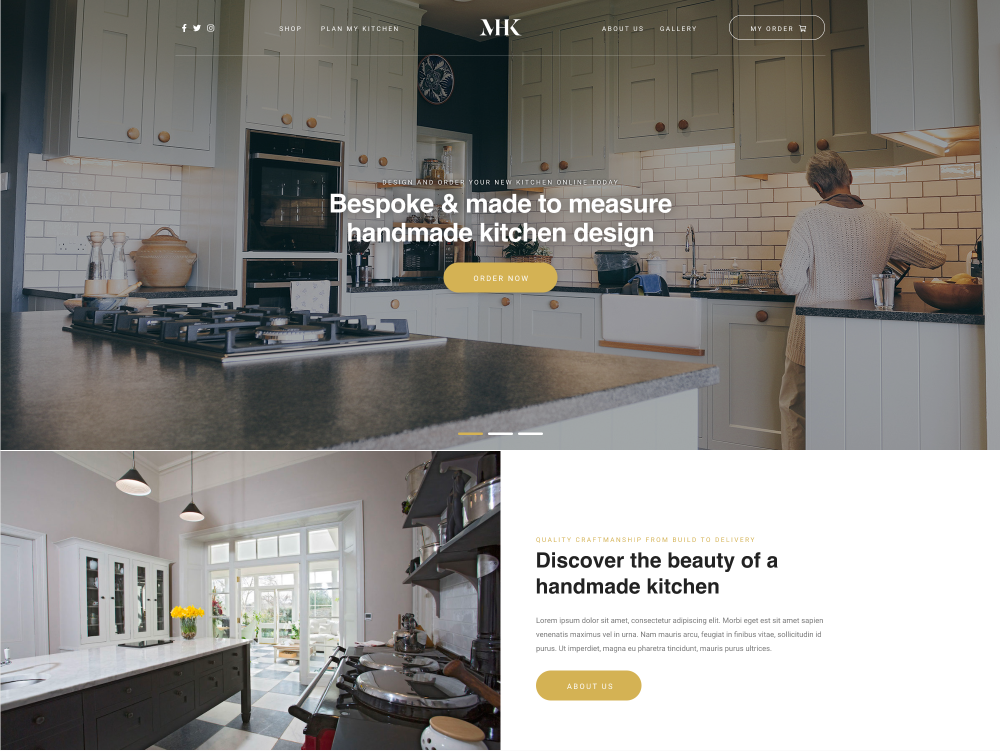 SHOP
PLAN MY KITCHEN
MHK
ABOUT US
GALLERY
MY ORDER
DESIGN AND ORDER YOUR NEW KITCHEN ONLINE TODAY
Bespoke & made to measure
handmade kitchen design
ORDER NOW
QUALITY CRAFTMANSHIP FROM BUILD TO DELIVERY
Discover the beauty of a
handmade kitchen
Lorem ipsum dolor sit amet, consectetur adipiscing elit. Morbi eget est sit amet sapien
venenatis maximus vel in urna. Nam mauris arcu, feugiat in finibus vitae, sollicitudin id
purus. Ut imperdiet, magna eu pharetra tincidunt, mauris purus ultrices.
ABOUT US